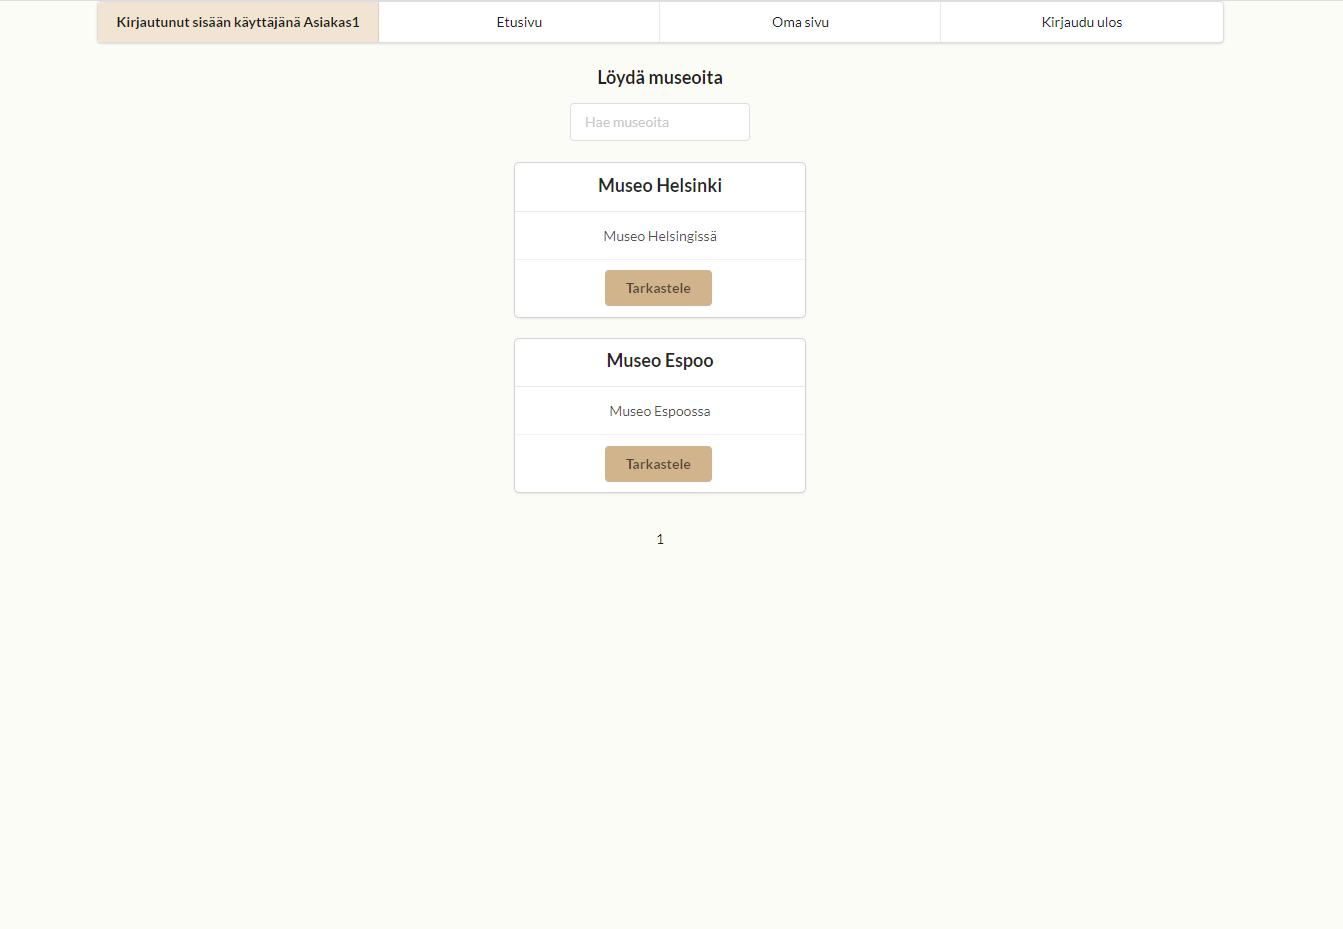 Kirjautunut sisään käyttäjänä Asiakas1 Etusivu Oma sivu Kirjaudu ulos
Löydä museoita
Hae museoita
Museo Helsinki
Museo Helsingissä
Tarkastele
Museo Espoo
Museo Espoossa
Tarkastele
1